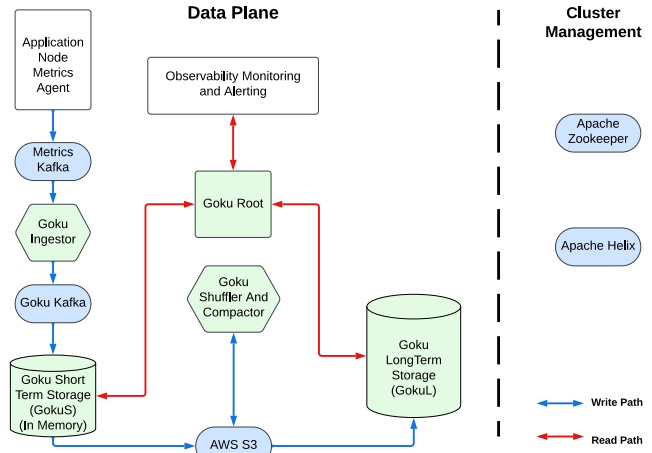 Data Plane
Cluster
Management
Application
Node
Metrics
Agent
Observability Monitoring
and Alerting
Metrics
Kafka
Apache
Zookeeper
Goku
Ingestor
Goku Root
Apache Helix
Goku Kafka
Goku
Shuffler And
Compactor
Goku
LongTerm
Storage
(GokuL)
Goku Short
Term Storage
(GokuS)
(In Memory)
AWS S3
Write Path
Read Path